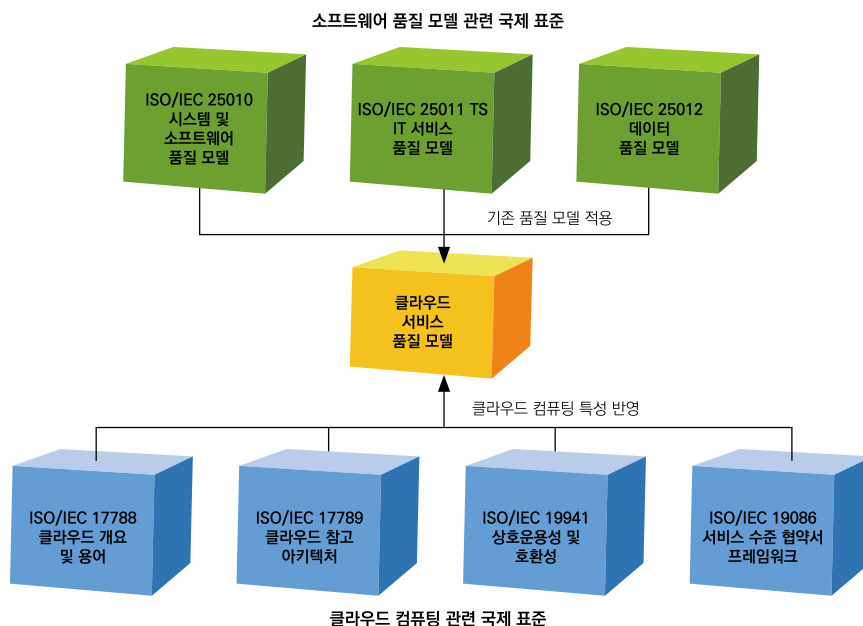 소프트웨어 품질 모델 관련 국제 표준
ISO/IEC 25010
시스템 및
소프트웨어
품질 모델
ISO/IEC 25011 TS
IT 서비스
품질 모델
ISO/IEC 25012
데이터
품질 모델
기존 품질 모델 적용
클라우드
서비스
품질 모델
클라우드 컴퓨팅 특성 반영
ISO/IEC 17788
클라우드 개요
및 용어
ISO/IEC 17789
클라우드 참고
아키텍처
ISO/IEC 19941
상호운용성 및
호환성
ISO/IEC 19086
서비스 수준 협약서
프레임워크
클라우드 컴퓨팅 관련 국제 표준